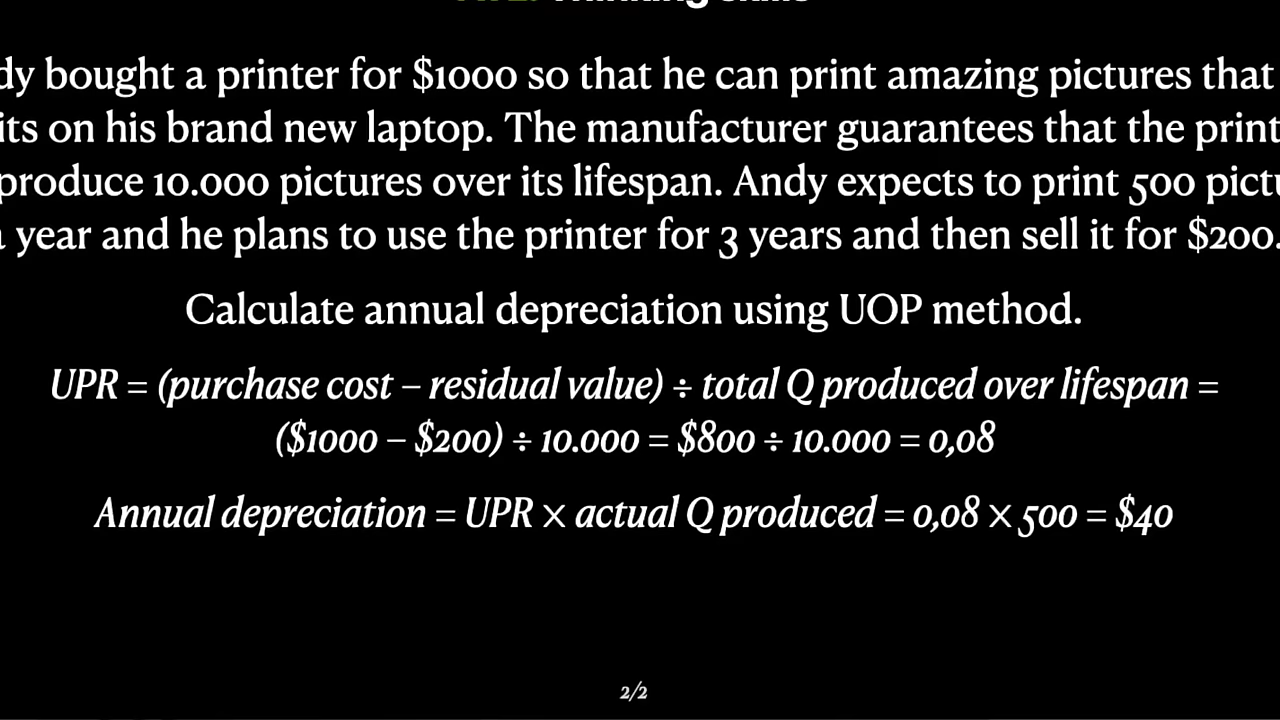 dy bought a printer for $1000 so that he can print amazing pictures that
its on his brand new laptop. The manufacturer guarantees that the print
produce 10.000 pictures over its lifespan. Andy expects to print 500 pictu
a year and he plans to use the printer for 3 years and then sell it for $200.
Calculate annual depreciation using UOP method.
UPR = (purchase cost – residual value) ÷ total Q produced over lifespan =
($1000 – $200) ÷ 10.000 = $800 ÷ 10.000 = 0,08
Annual depreciation = UPR × actual Q produced = 0,08 × 500 = $40
2/2